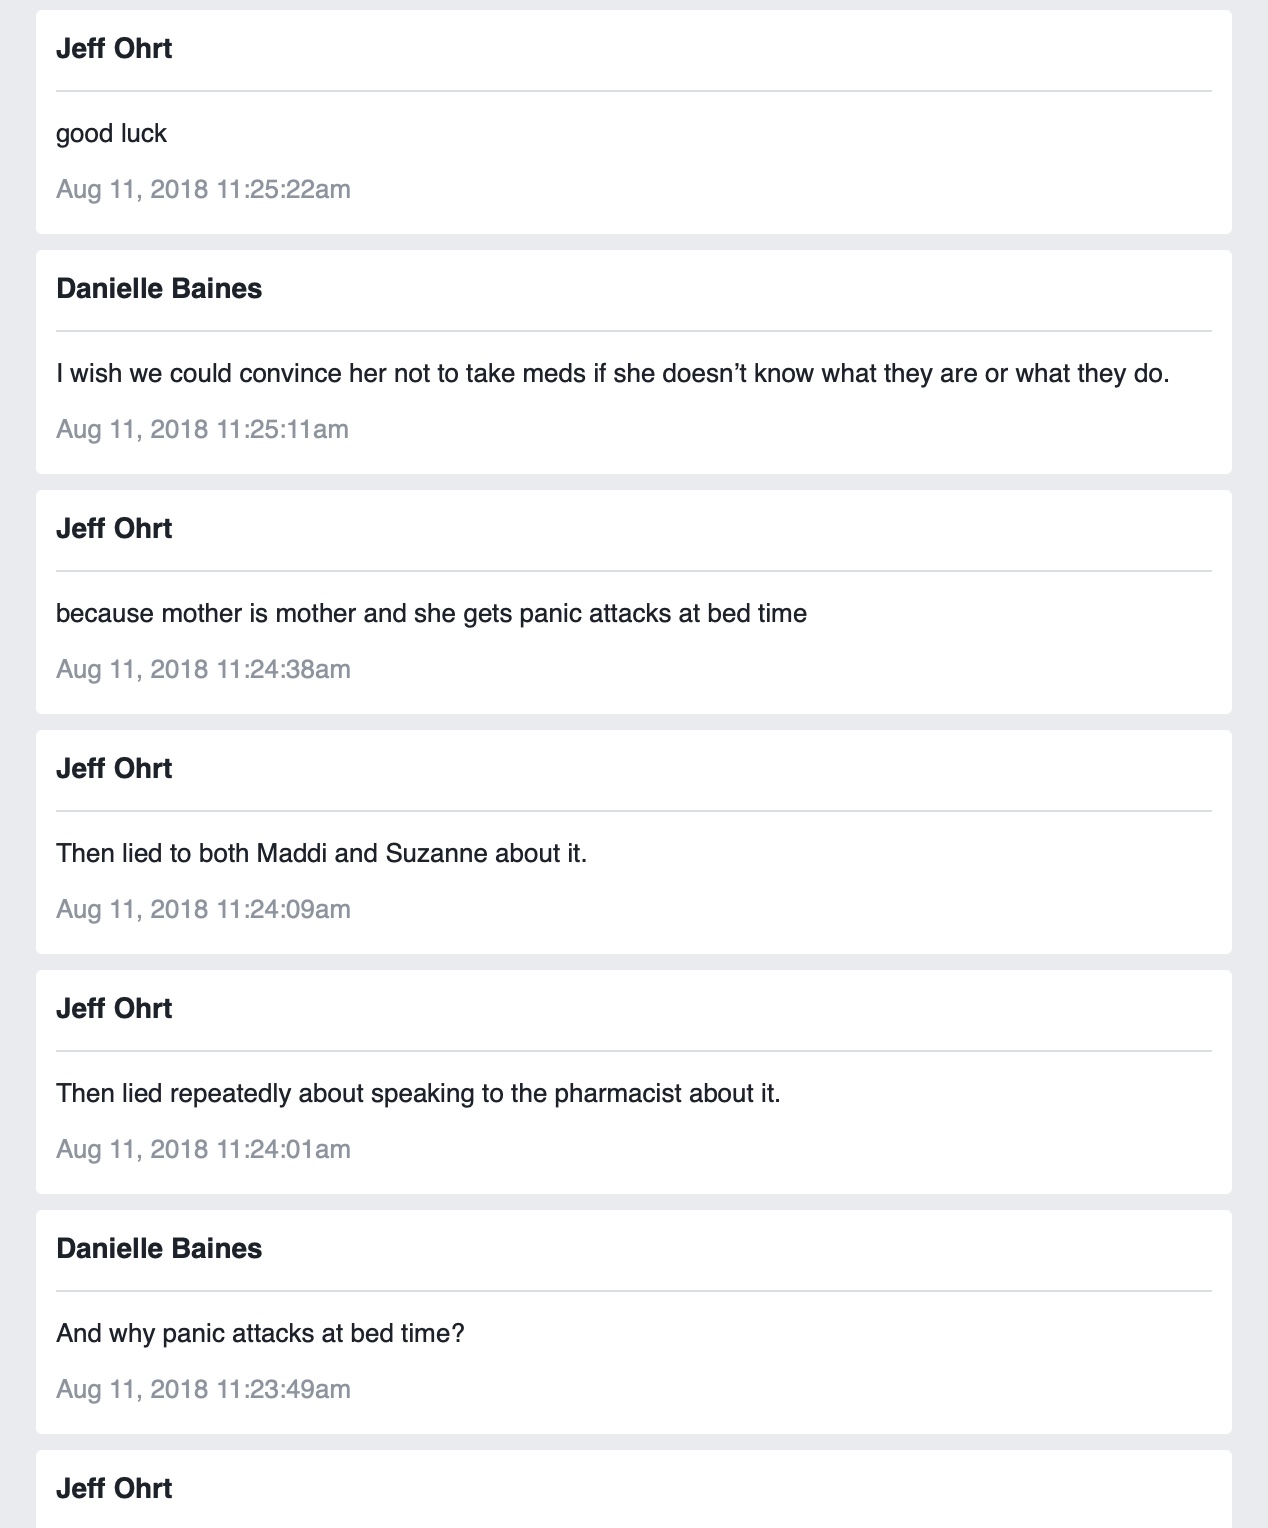 Jeff Ohrt
good luck
Aug 11, 2018 11:25:22am
Danielle Baines
I wish we could convince her not to take meds if she doesn’t know what they are or what they do.
Aug 11, 2018 11:25:11am
Jeff Ohrt
because mother is mother and she gets panic attacks at bed time
Aug 11, 2018 11:24:38am
Jeff Ohrt
Then lied to both Maddi and Suzanne about it.
Aug 11, 2018 11:24:09am
Jeff Ohrt
Then lied repeatedly about speaking to the pharmacist about it.
Aug 11, 2018 11:24:01am
Danielle Baines
And why panic attacks at bed time?
Aug 11, 2018 11:23:49am
Jeff Ohrt